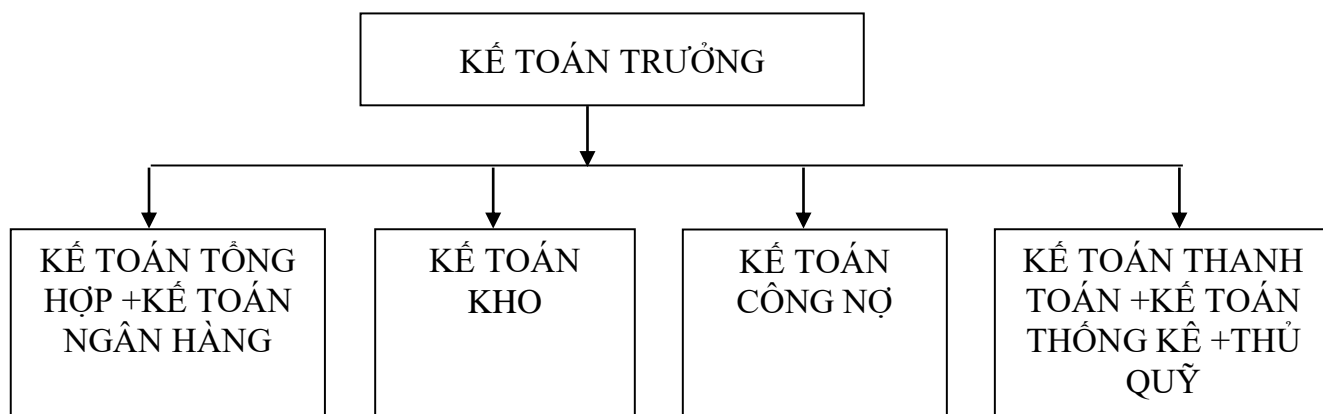 KẾ TOÁN TRƯỞNG
KẾ TOÁN TỔNG
HỢP +KẾ TOÁN
NGÂN HÀNG
KẾ TOÁN
KHO
KẾ TOÁN
CÔNG NỢ
KẾ TOÁN THANH
TOÁN +KẾ TOÁN
THỐNG KÊ +THỦ
QUỸ